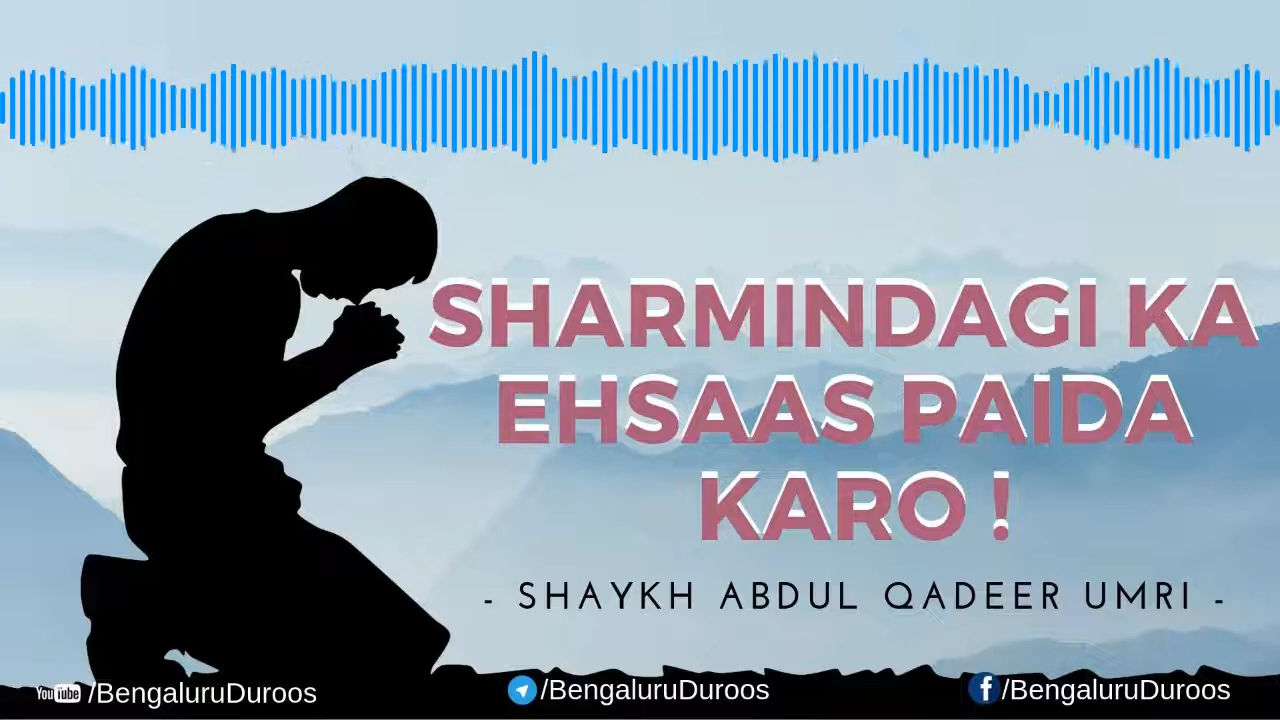 SHARMINDAGI KA
EHSAAS PAIDA
KARO !
- SHAYKH ABDUL QADEER UMRI -
YouTube /BengaluruDuroos
/BengaluruDuroos
f /BengaluruDuroos